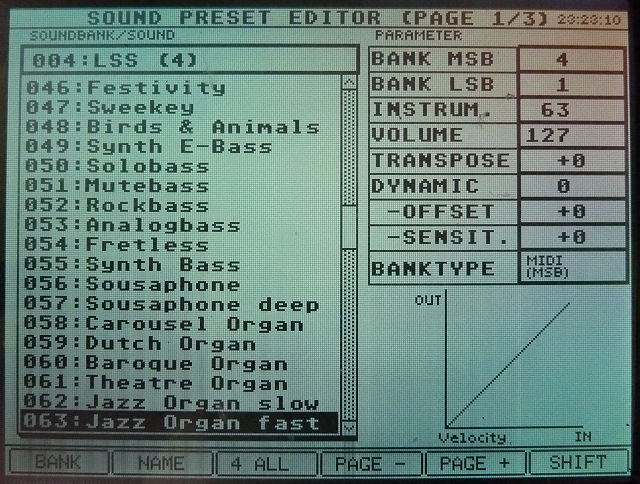 SOUND PRESET EDITOR (PAGE 1/3) 23:23:10
SOUNDBANK/SOUND
004:LSS (4)
046:Festivity
047:Sweekey
048:Birds & Animals
049:Synth E-Bass
050:Solobass
051:Mutebass
052:Rockbass
053:Analogbass
054:Fretless
055:Synth Bass
056:Sousaphone
057:Sousaphone deep
058:Carousel Organ
059:Dutch Organ
060:Baroque Organ
061:Theatre Organ
062:Jazz Organ slow
063:Jazz Organ fast
PARAMETER
BANK MSB 4
BANK LSB 1
INSTRUM. 63
VOLUME 127
TRANSPOSE +0
DYNAMIC 0
-OFFSET +0
-SENSIT. +0
BANKTYPE MIDI (MSB)
OUT
Velocity IN
BANK NAME 4 ALL PAGE - PAGE + SHIFT